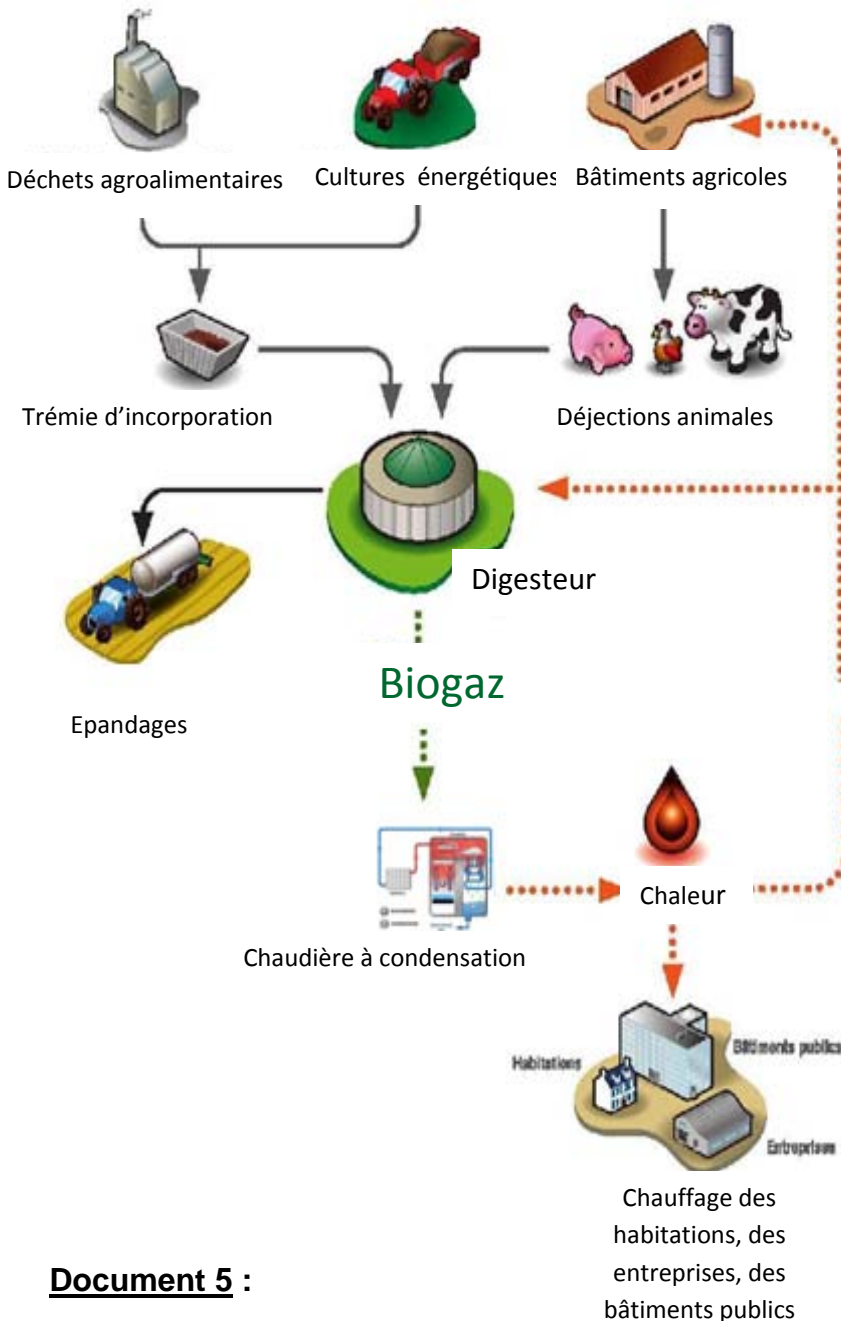 Déchets agroalimentaires
Cultures énergétiques
Bâtiments agricoles
Trémie d'incorporation
Déjections animales
Digesteur
Biogaz
Epandages
Chaleur
Chaudière à condensation
Habitations
Bâtiments publics
Entreprises
Chauffage des
habitations, des
entreprises, des
bâtiments publics
Document 5 :